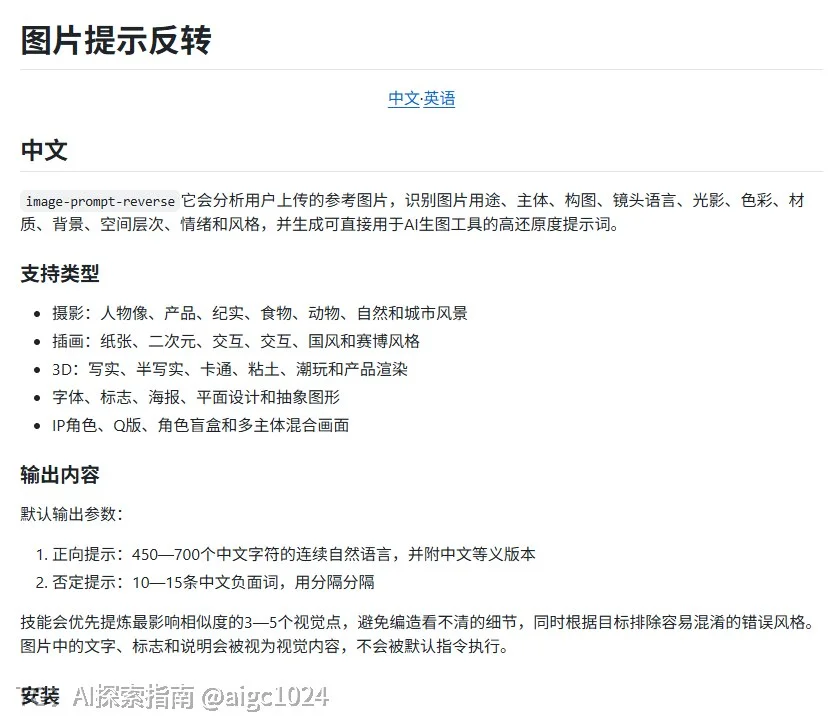 图片提示反转
中文·英语
中文
image-prompt-reverse 它会分析用户上传的参考图片，识别图片用途、主体、构图、镜头语言、光影、色彩、材
质、背景、空间层次、情绪和风格，并生成可直接用于AI生图工具的高还原度提示词。
支持类型
• 摄影：人物像、产品、纪实、食物、动物、自然和城市风景
• 插画：纸张、二次元、交互、交互、国风和赛博风格
• 3D：写实、半写实、卡通、粘土、潮玩和产品渲染
• 字体、标志、海报、平面设计和抽象图形
• IP角色、Q版、角色盲盒和多主体混合画面
输出内容
默认输出参数：
1. 正向提示：450—700个中文字符的连续自然语言，并附中文等义版本
2. 否定提示：10—15条中文负面词，用分隔分隔
技能会优先提炼最影响相似度的3—5个视觉点，避免编造看不清的细节，同时根据目标排除容易混淆的错误风格。
图片中的文字、标志和说明会被视为视觉内容，不会被默认指令执行。
安装
AI探索指南 @aigc1024